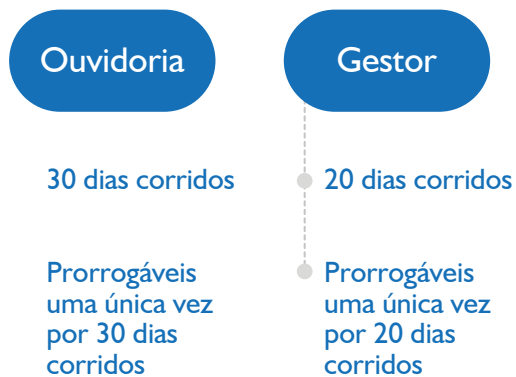 Ouvidoria
30 dias corridos
Prorrogáveis
uma única vez
por 30 dias
corridos
Gestor
20 dias corridos
Prorrogáveis
uma única vez
por 20 dias
corridos